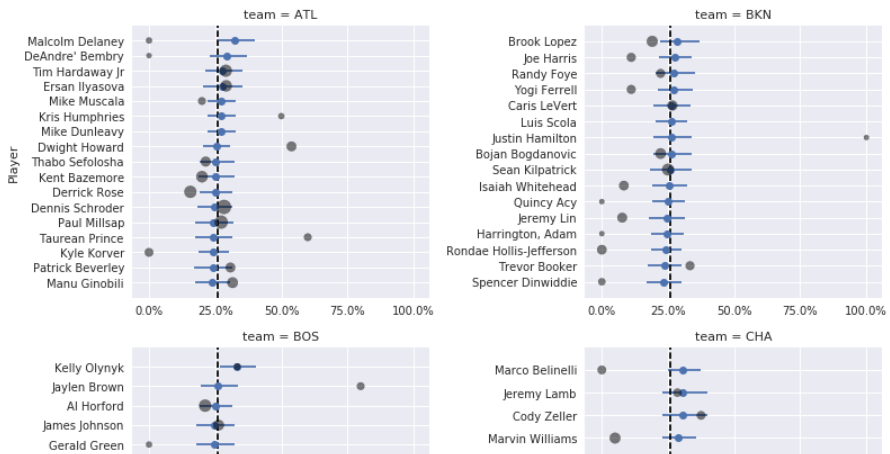 team = ATL
Player
Malcolm Delaney
DeAndre' Bembry
Tim Hardaway Jr
Ersan Ilyasova
Mike Muscala
Kris Humphries
Mike Dunleavy
Dwight Howard
Thabo Sefolosha
Kent Bazemore
Derrick Rose
Dennis Schroder
Paul Millsap
Taurean Prince
Kyle Korver
Patrick Beverley
Manu Ginobili
0.0% 25.0% 50.0% 75.0% 100.0%
team = BKN
Brook Lopez
Joe Harris
Randy Foye
Yogi Ferrell
Caris LeVert
Luis Scola
Justin Hamilton
Bojan Bogdanovic
Sean Kilpatrick
Isaiah Whitehead
Quincy Acy
Jeremy Lin
Harrington, Adam
Rondae Hollis-Jefferson
Trevor Booker
Spencer Dinwiddie
0.0% 25.0% 50.0% 75.0% 100.0%
team = BOS
Kelly Olynyk
Jaylen Brown
Al Horford
James Johnson
Gerald Green
team = CHA
Marco Belinelli
Jeremy Lamb
Cody Zeller
Marvin Williams